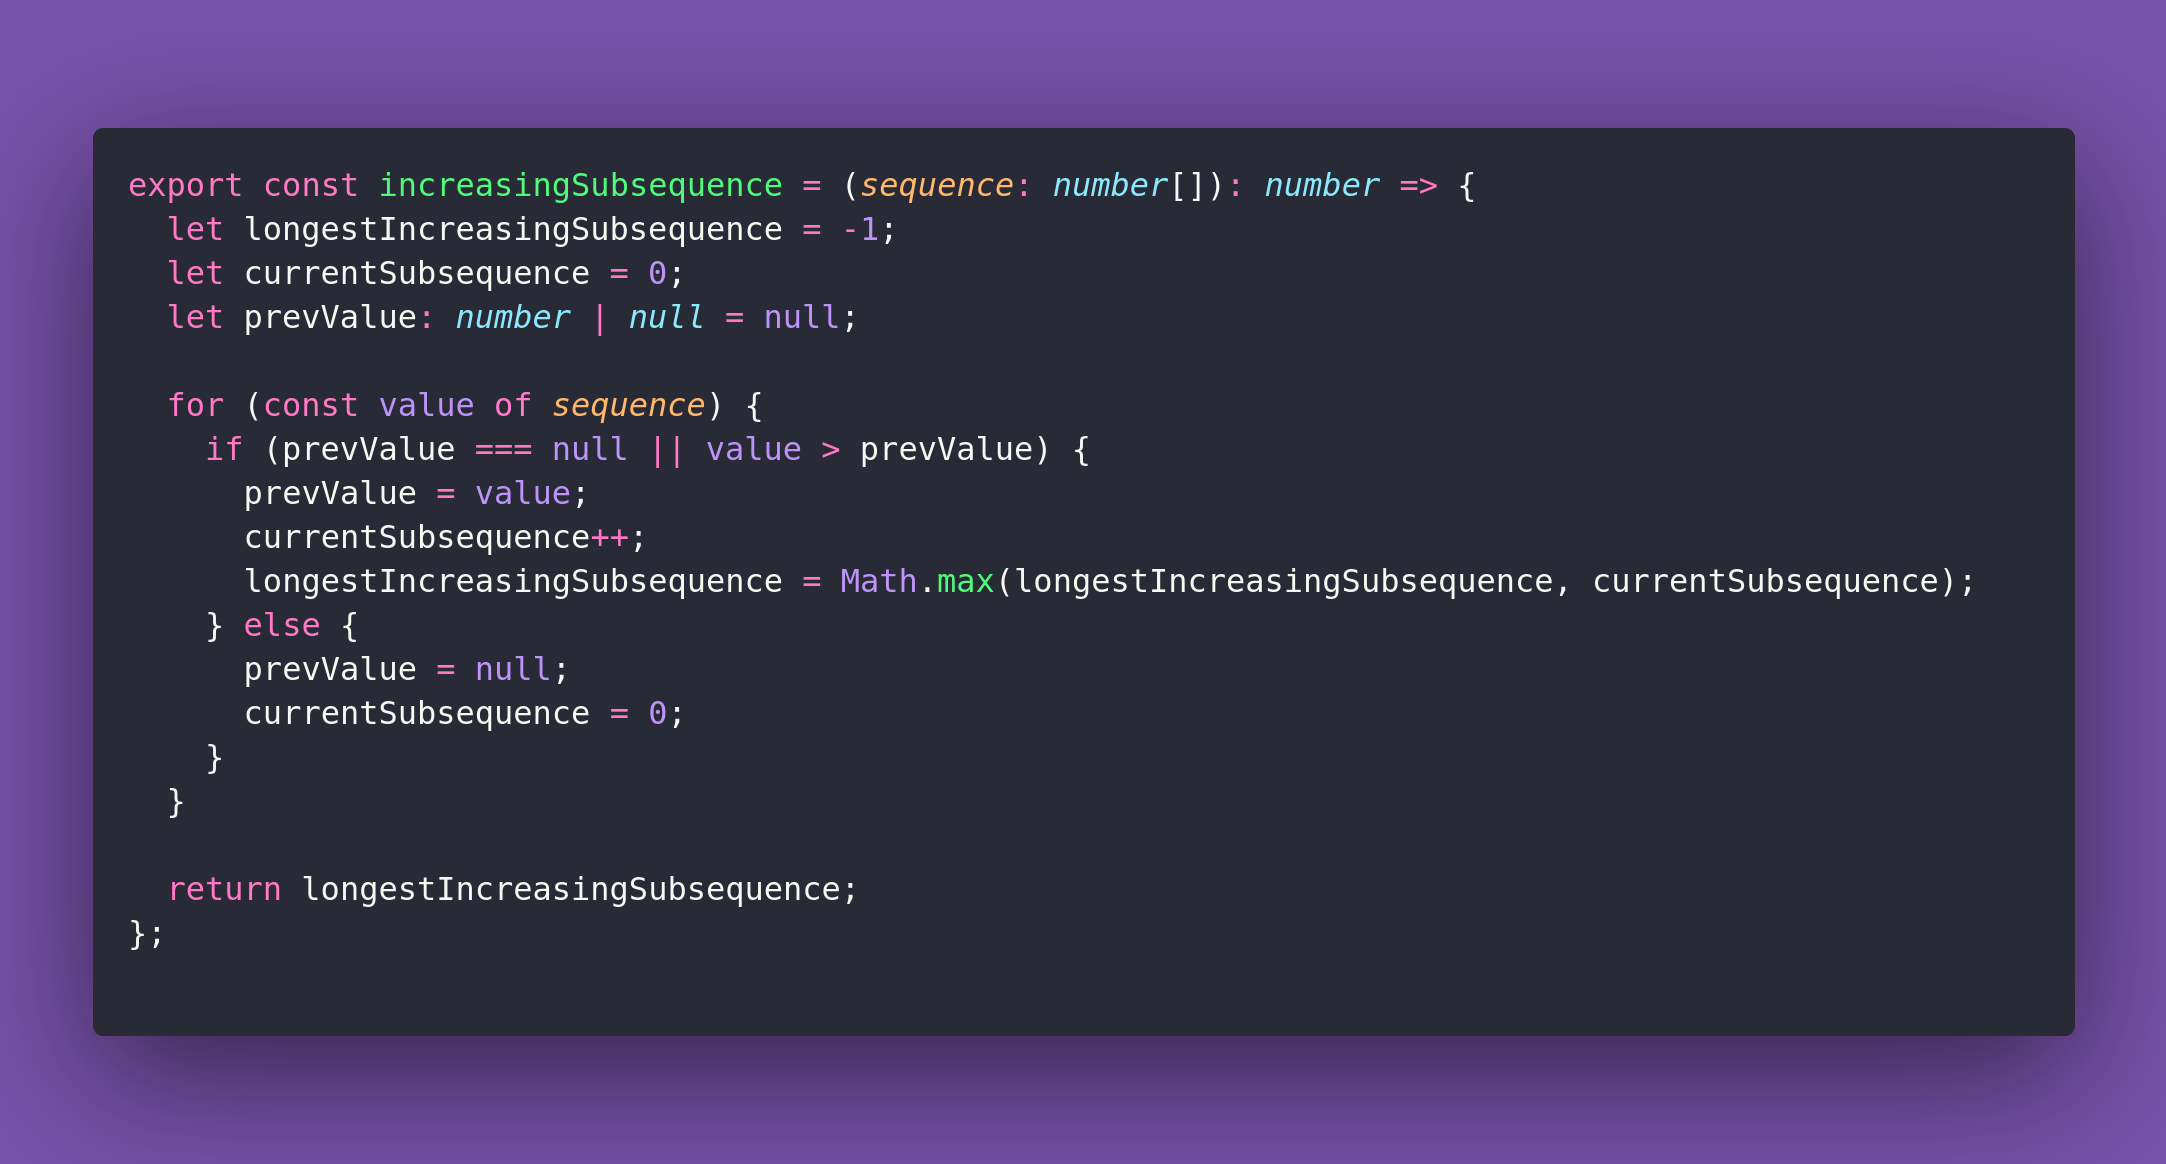 export const increasingSubsequence = (sequence: number[]): number => {
  let longestIncreasingSubsequence = -1;
  let currentSubsequence = 0;
  let prevValue: number | null = null;

  for (const value of sequence) {
    if (prevValue === null || value > prevValue) {
      prevValue = value;
      currentSubsequence++;
      longestIncreasingSubsequence = Math.max(longestIncreasingSubsequence, currentSubsequence);
    } else {
      prevValue = null;
      currentSubsequence = 0;
    }
  }

  return longestIncreasingSubsequence;
};